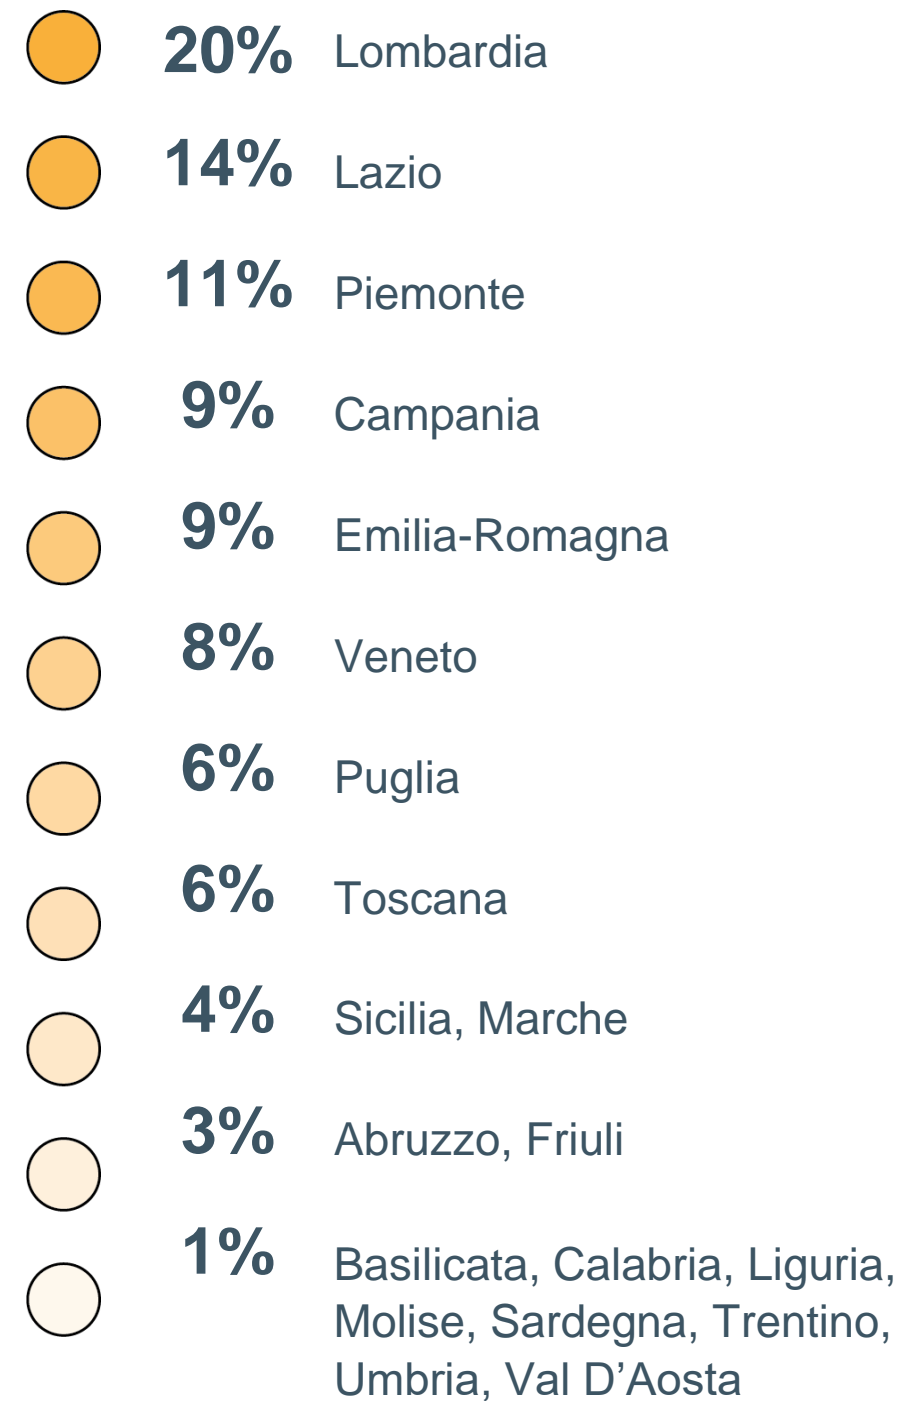 20% Lombardia
14% Lazio
11% Piemonte
9% Campania
9% Emilia-Romagna
8% Veneto
6% Puglia
6% Toscana
4% Sicilia, Marche
3% Abruzzo, Friuli
1% Basilicata, Calabria, Liguria,
Molise, Sardegna, Trentino,
Umbria, Val D’Aosta